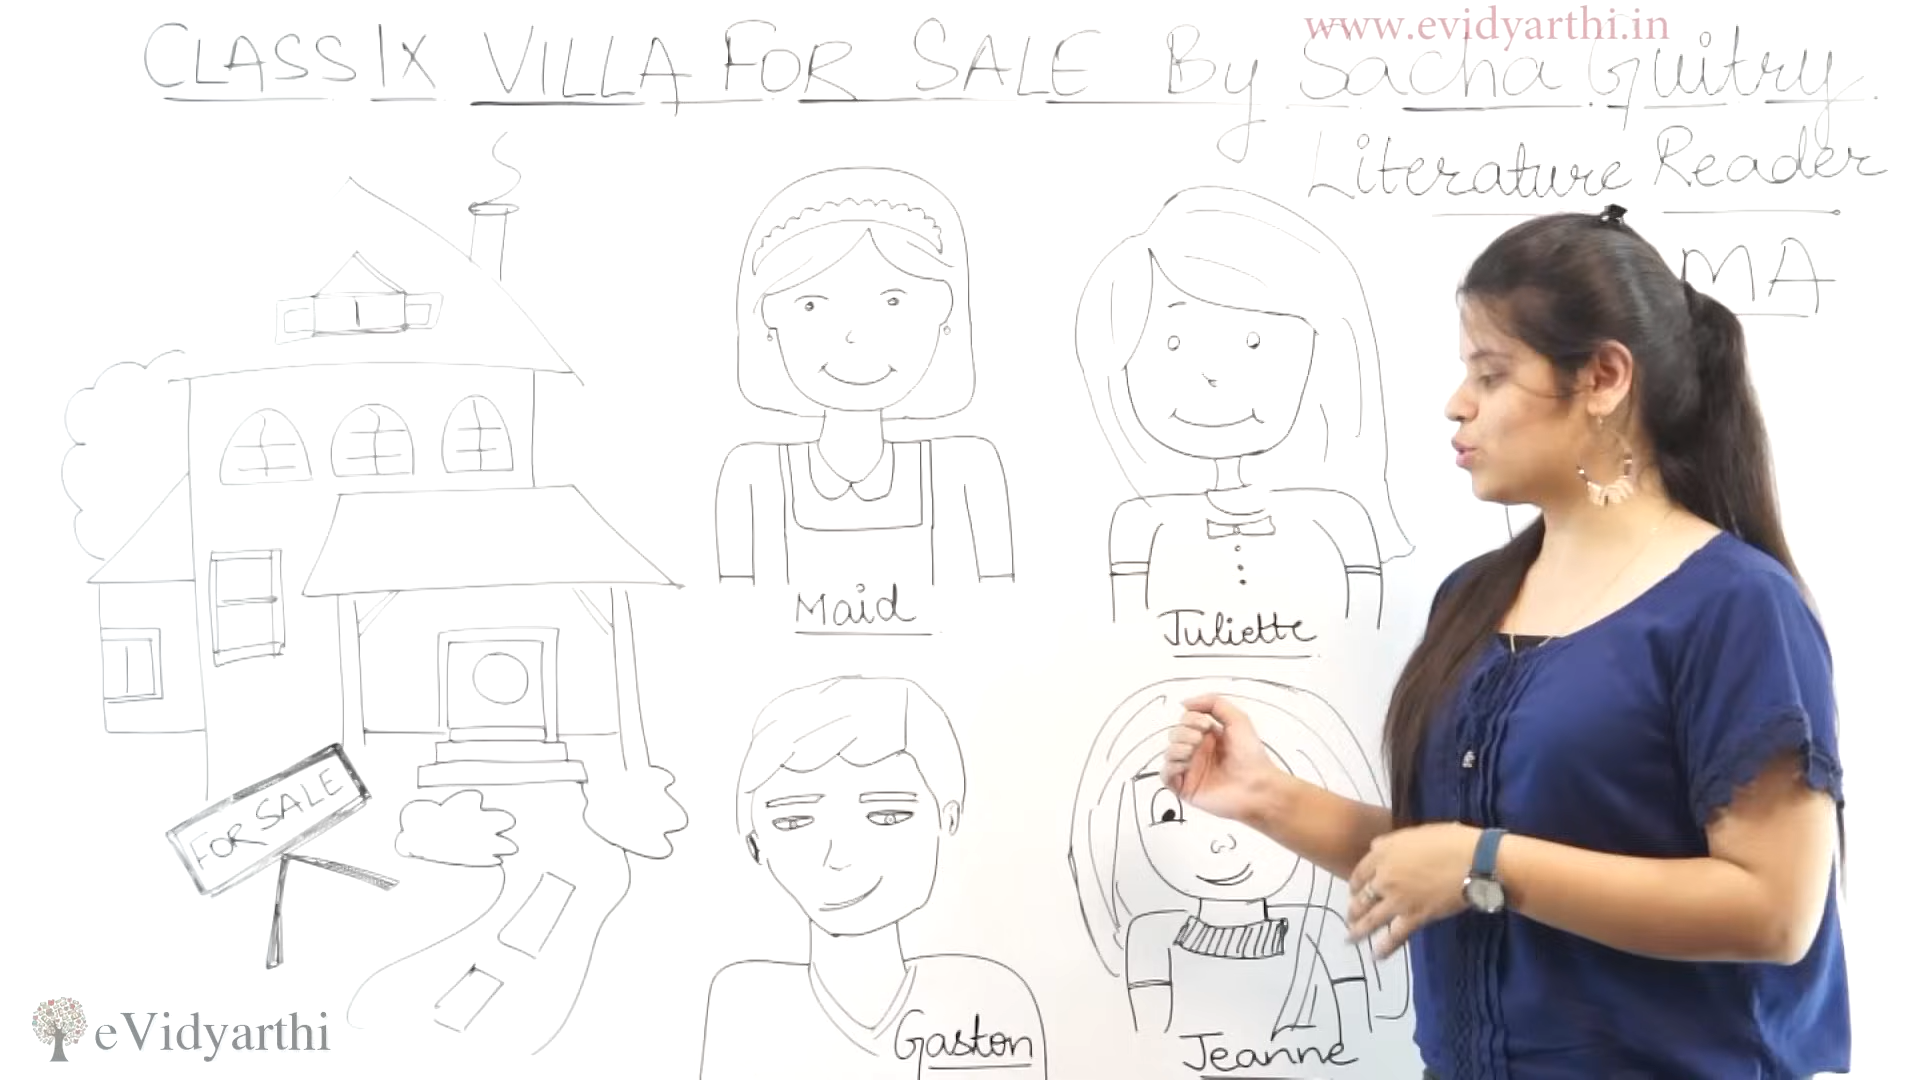 www.evidyarthi.in
CLASS IX VILLA FOR SALE By Sacha Guitry
Literature Reader
MA
Maid
Juliette
FOR SALE
Gaston
Jeanne
eVidyarthi